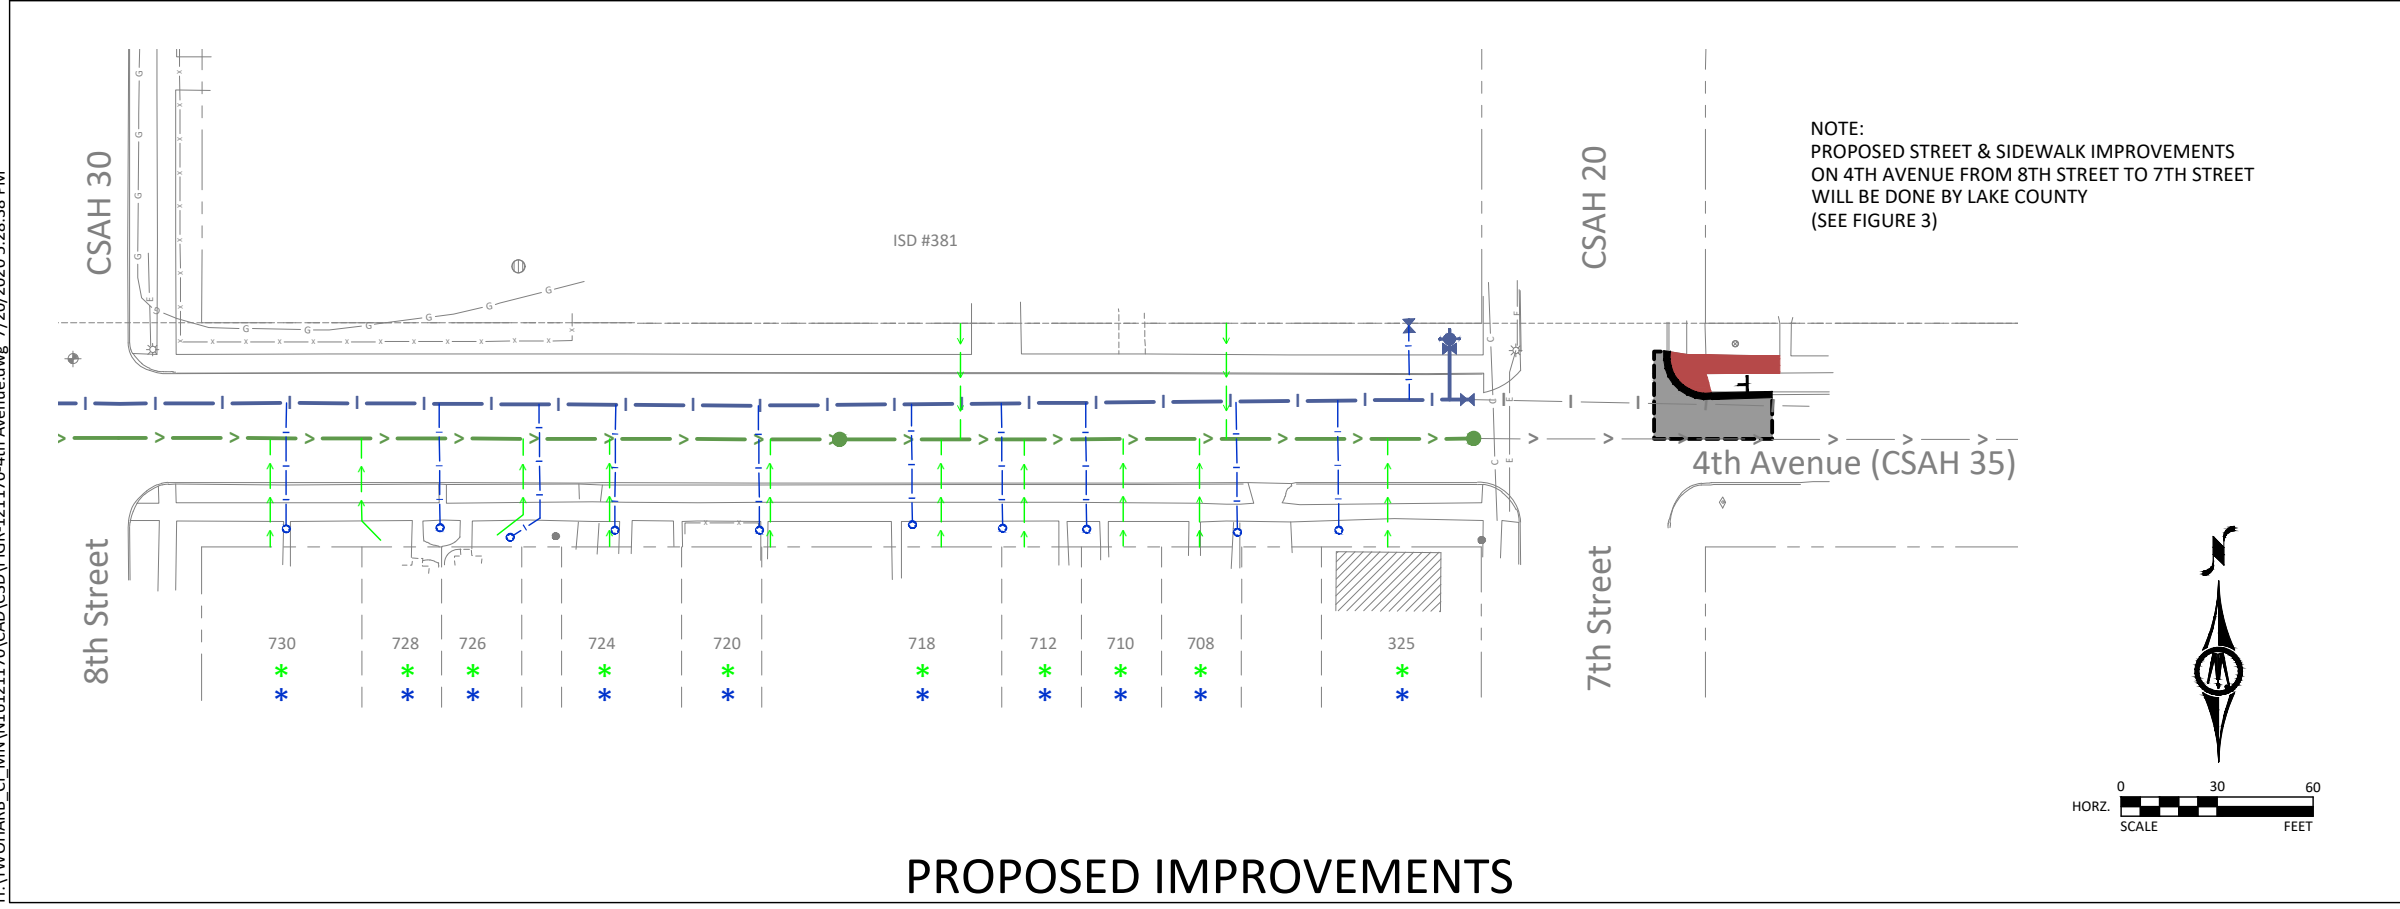 CSAH 30
CSAH 20
NOTE:
PROPOSED STREET & SIDEWALK IMPROVEMENTS
ON 4TH AVENUE FROM 8TH STREET TO 7TH STREET
WILL BE DONE BY LAKE COUNTY
(SEE FIGURE 3)
ISD #381
4th Avenue (CSAH 35)
8th Street
7th Street
730 728 726 724 720 718 712 710 708 325
* * * * * * * * * *
* * * * * * * * * *
N
0 30 60
HORZ.
SCALE FEET
PROPOSED IMPROVEMENTS